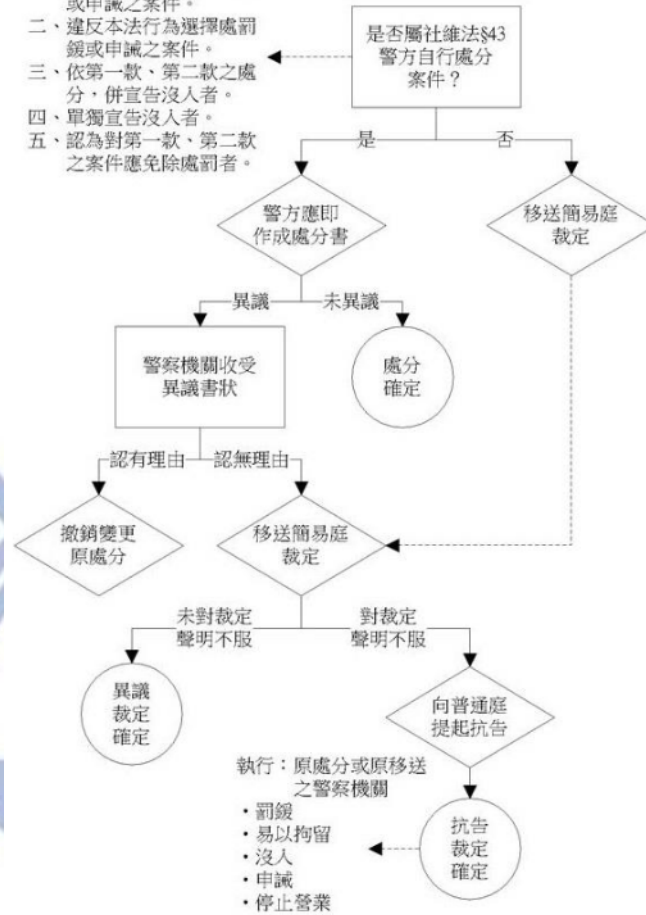 或申誡之案件。
二、違反本法行為選擇處罰
鍰或申誡之案件。
三、依第一款、第二款之處
分，併宣告沒入者。
四、單獨宣告沒入者。
五、認為對第一款、第二款
之案件應免除處罰者。
是否屬社維法§43
警方自行處分
案件？
是
否
警方應即
作成處分書
移送簡易庭
裁定
異議
未異議
警察機關收受
異議書狀
處分
確定
認有理由
認無理由
撤銷變更
原處分
移送簡易庭
裁定
未對裁定
聲明不服
對裁定
聲明不服
異議
裁定
確定
向普通庭
提起抗告
執行：原處分或原移送
之警察機關
・罰鍰
・易以拘留
・沒入
・申誡
・停止營業
抗告
裁定
確定